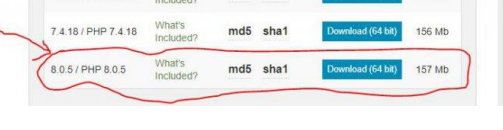 Included?
7.4.18 / PHP 7.4.18 What's Included? md5 sha1 Download (64 bit) 156 Mb
8.0.5 / PHP 8.0.5 What's Included? md5 sha1 Download (64 bit) 157 Mb